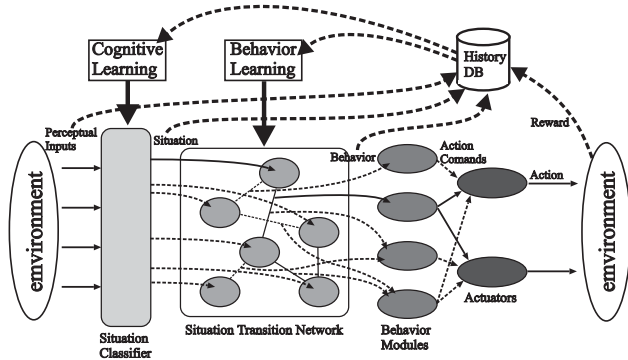 Cognitive
Learning
Behavior
Learning
History
DB
Perceptual
Inputs
Situation
Behavior
Action
Comands
Reward
Action
environment
environment
Actuators
Situation
Classifier
Situation Transition Network
Behavior
Modules